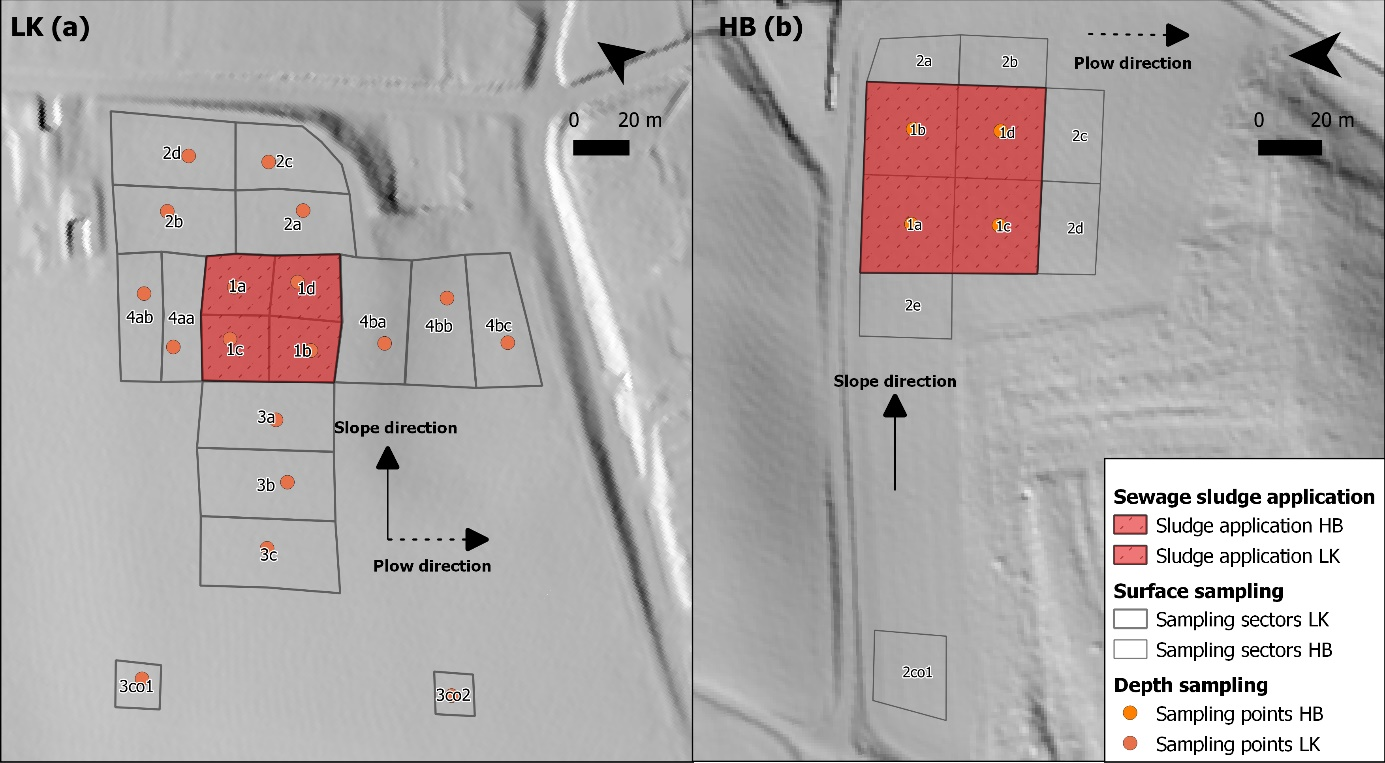 LK (a)
0 20 m
2d
2c
2b
2a
4ab
4aa
1a
1d
1c
1b
4ba
4bb
4bc
3a
3b
3c
Slope direction
Plow direction
3co1
3co2
HB (b)
Plow direction
0 20 m
2a
2b
1b
1d
2c
1a
1c
2d
2e
Slope direction
2co1
Sewage sludge application
Sludge application HB
Sludge application LK
Surface sampling
Sampling sectors LK
Sampling sectors HB
Depth sampling
Sampling points HB
Sampling points LK